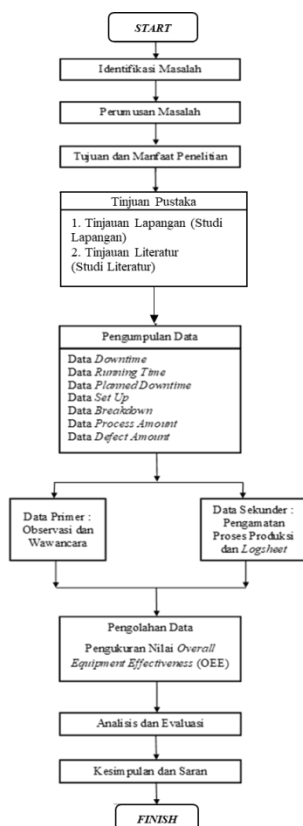 START
Identifikasi Masalah
Perumusan Masalah
Tujuan dan Manfaat Penelitian
Tinjuan Pustaka
1. Tinjauan Lapangan (Studi
Lapangan)
2. Tinjauan Literatur
(Studi Literatur)
Pengumpulan Data
Data Downtime
Data Running Time
Data Planned Downtime
Data Set Up
Data Breakdown
Data Process Amount
Data Defect Amount
Data Primer :
Observasi dan
Wawancara
Data Sekunder :
Pengamatan
Proses Produksi
dan Logsheet
Pengolahan Data
Pengukuran Nilai Overall
Equipment Effectiveness (OEE)
Analisis dan Evaluasi
Kesimpulan dan Saran
FINISH